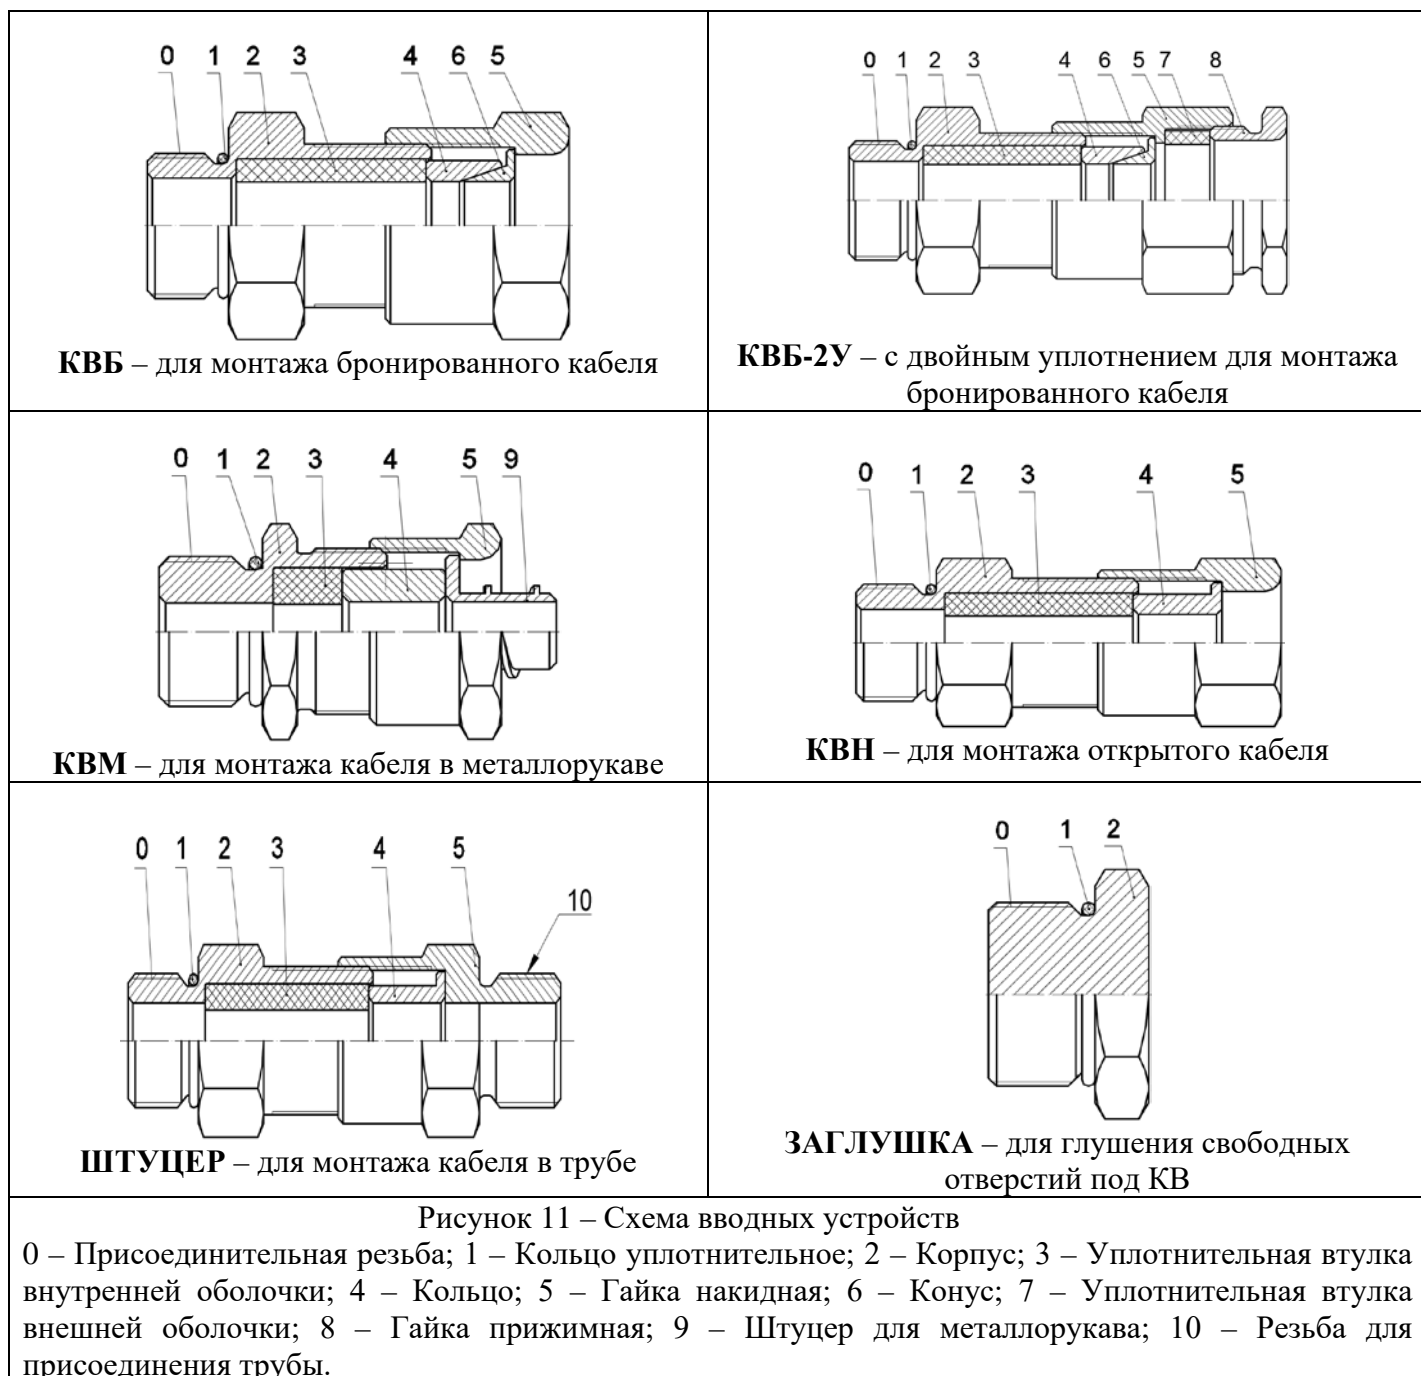 0 1 2 3 4 6 5
КВБ – для монтажа бронированного кабеля
0 1 2 3 4 6 5 7 8
КВБ-2У – с двойным уплотнением для монтажа
бронированного кабеля
0 1 2 3 4 5 9
КВМ – для монтажа кабеля в металлорукаве
0 1 2 3 4 5
КВН – для монтажа открытого кабеля
0 1 2 3 4 5
10
ШТУЦЕР – для монтажа кабеля в трубе
0 1 2
ЗАГЛУШКА – для глушения свободных
отверстий под КВ
Рисунок 11 – Схема вводных устройств
0 – Присоединительная резьба; 1 – Кольцо уплотнительное; 2 – Корпус; 3 – Уплотнительная втулка
внутренней оболочки; 4 – Кольцо; 5 – Гайка накидная; 6 – Конус; 7 – Уплотнительная втулка
внешней оболочки; 8 – Гайка прижимная; 9 – Штуцер для металлорукава; 10 – Резьба для
присоединения трубы.